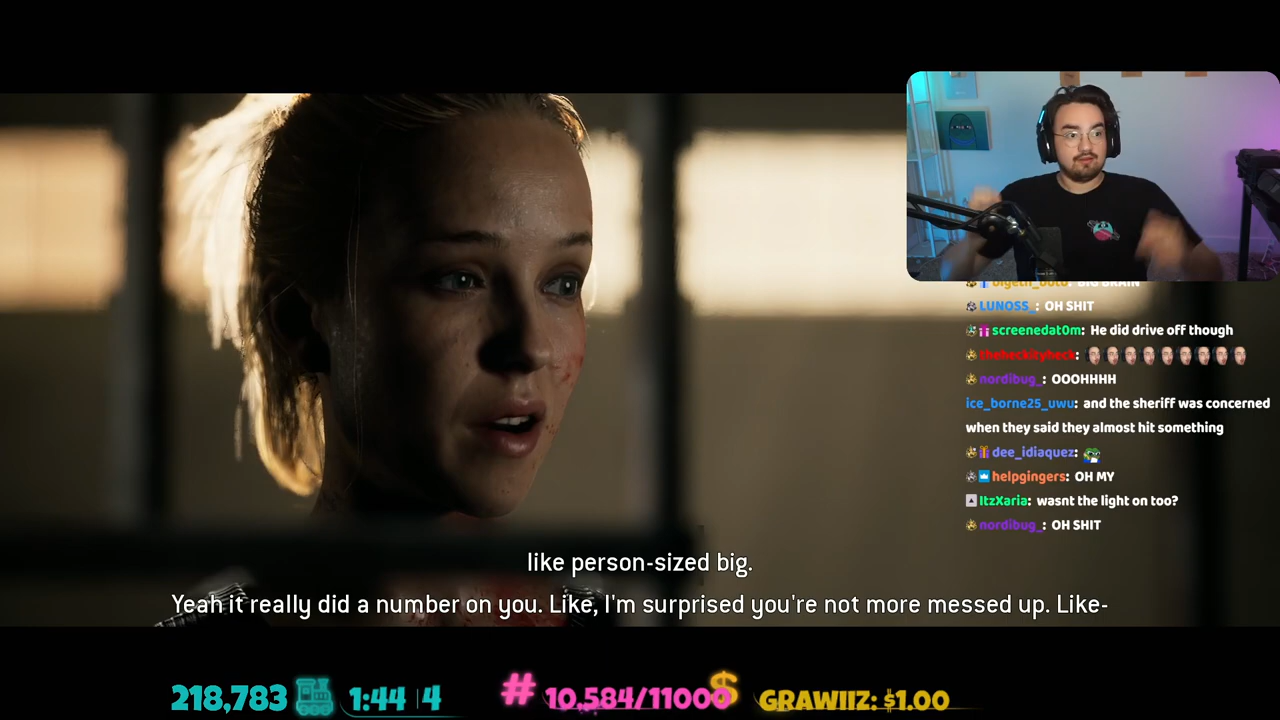 BIG BRAIN
LUNOSS_: OH SHIT
screenedat0m: He did drive off though
theheckityheck:
nordibug_: OOOHHHH
ice_borne25_uwu: and the sheriff was concerned
when they said they almost hit something
dee_idiaquez:
helpgingers: OH MY
ItzXaria: wasnt the light on too?
nordibug_: OH SHIT
like person-sized big.
Yeah it really did a number on you. Like, I'm surprised you're not more messed up. Like-
218,783 1:44 |4 # 10,584/11000 $ GRAWIIZ: $1.00